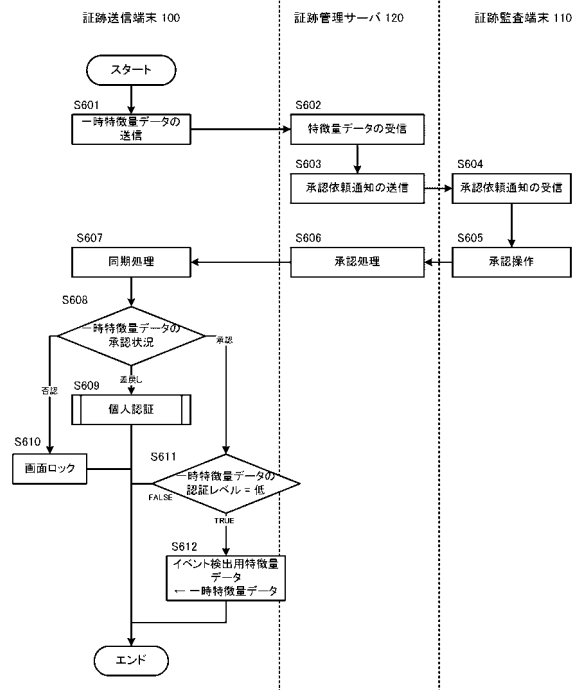 証跡送信端末 100
証跡管理サーバ 120
証跡監査端末 110
スタート
S601
一時特徴量データの
送信
S602
特徴量データの受信
S603
承認依頼通知の送信
S604
承認依頼通知の受信
S607
同期処理
S606
承認処理
S605
承認操作
S608
一時特徴量データの
承認状況
承認
否認
差戻し
S609
個人認証
S610
画面ロック
S611
一時特徴量データの
認証レベル = 低
FALSE
TRUE
S612
イベント検出用特徴量
データ
← 一時特徴量データ
エンド